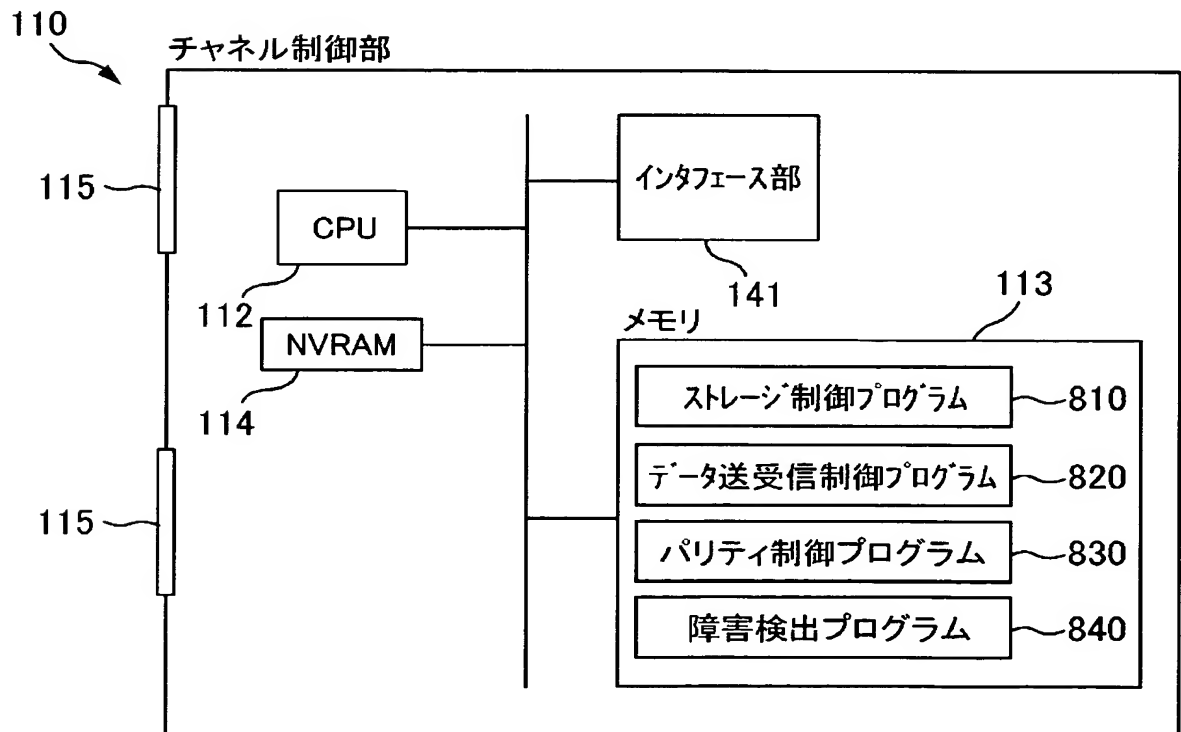 110
チャネル制御部
115
CPU
112
インタフェース部
141
NVRAM
114
113
メモリ
ストレージ制御プログラム
810
データ送受信制御プログラム
820
115
パリティ制御プログラム
830
障害検出プログラム
840